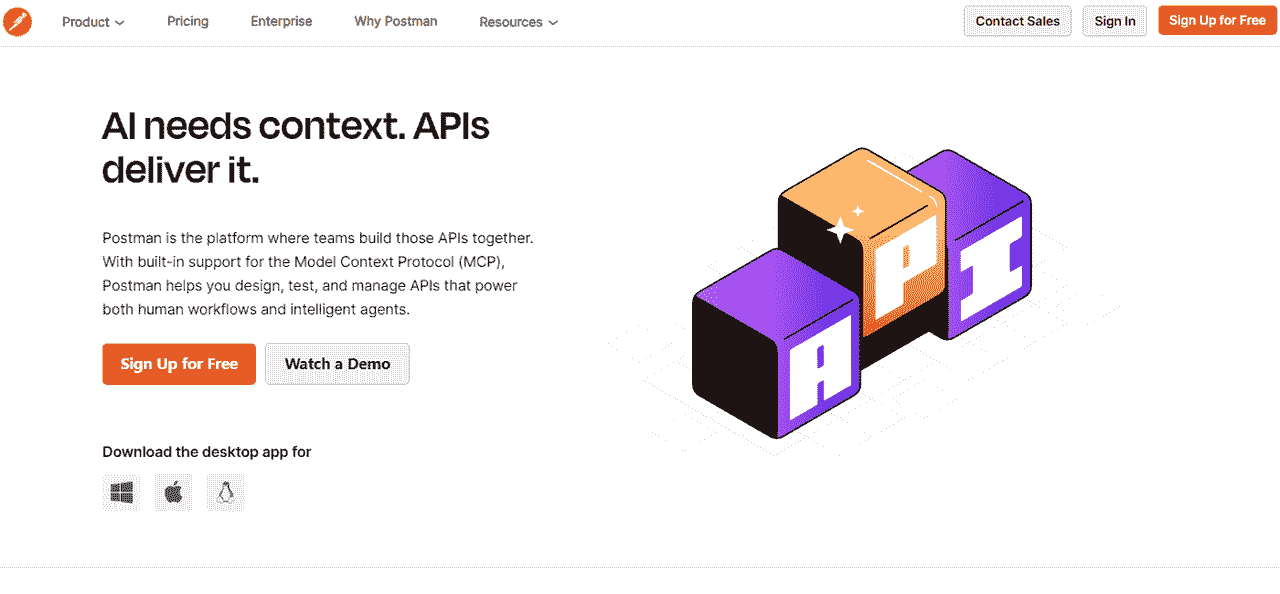 Product
Pricing
Enterprise
Why Postman
Resources
Contact Sales
Sign In
Sign Up for Free
AI needs context. APIs
deliver it.
Postman is the platform where teams build those APIs together.
With built-in support for the Model Context Protocol (MCP),
Postman helps you design, test, and manage APIs that power
both human workflows and intelligent agents.
Sign Up for Free
Watch a Demo
Download the desktop app for
A
P
I